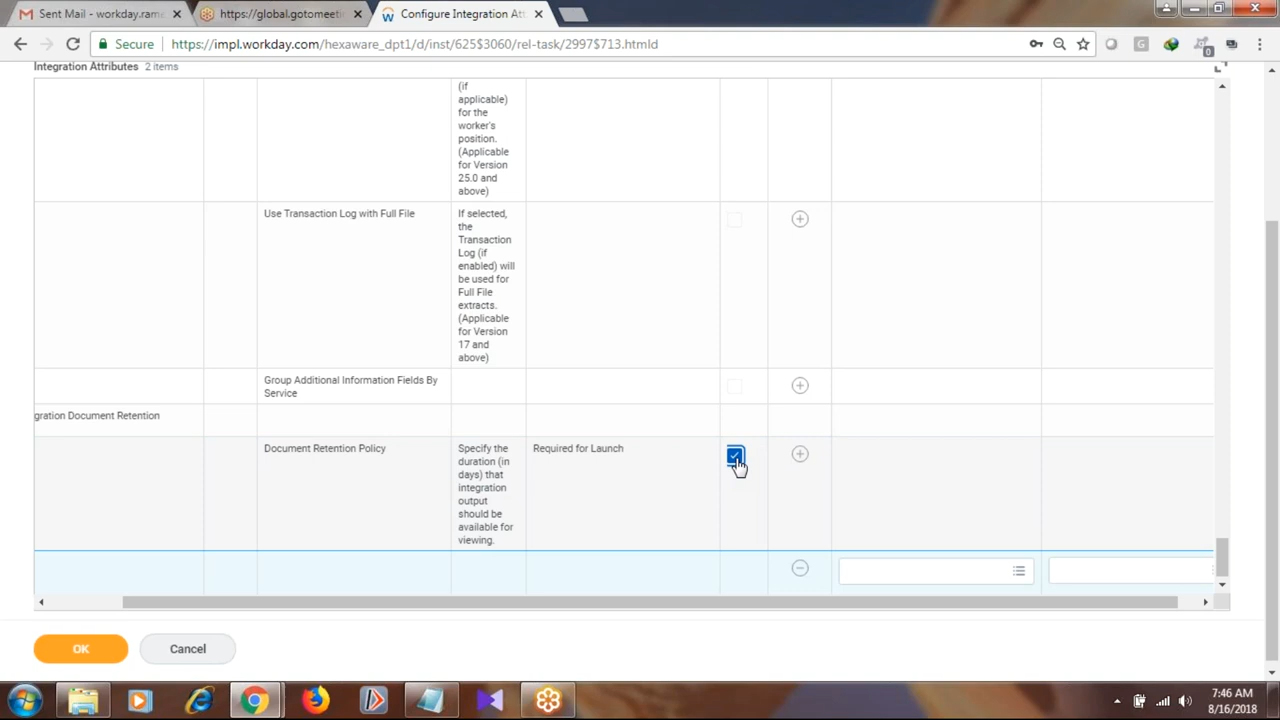 Sent Mail - workday.rame
https://global.gotomeetin
Configure Integration Att
Secure
https://impl.workday.com/hexaware_dpt1/d/inst/625$3060/rel-task/2997$713.htmld
Integration Attributes 2 items
(if
applicable)
for the
worker's
position.
(Applicable
for Version
25.0 and
above)
Use Transaction Log with Full File
If selected,
the
Transaction
Log (if
enabled) will
be used for
Full File
extracts.
(Applicable
for Version
17 and
above)
Group Additional Information Fields By
Service
gration Document Retention
Document Retention Policy
Specify the
duration (in
days) that
integration
output
should be
available for
viewing.
Required for Launch
OK
Cancel
7:46 AM
8/16/2018